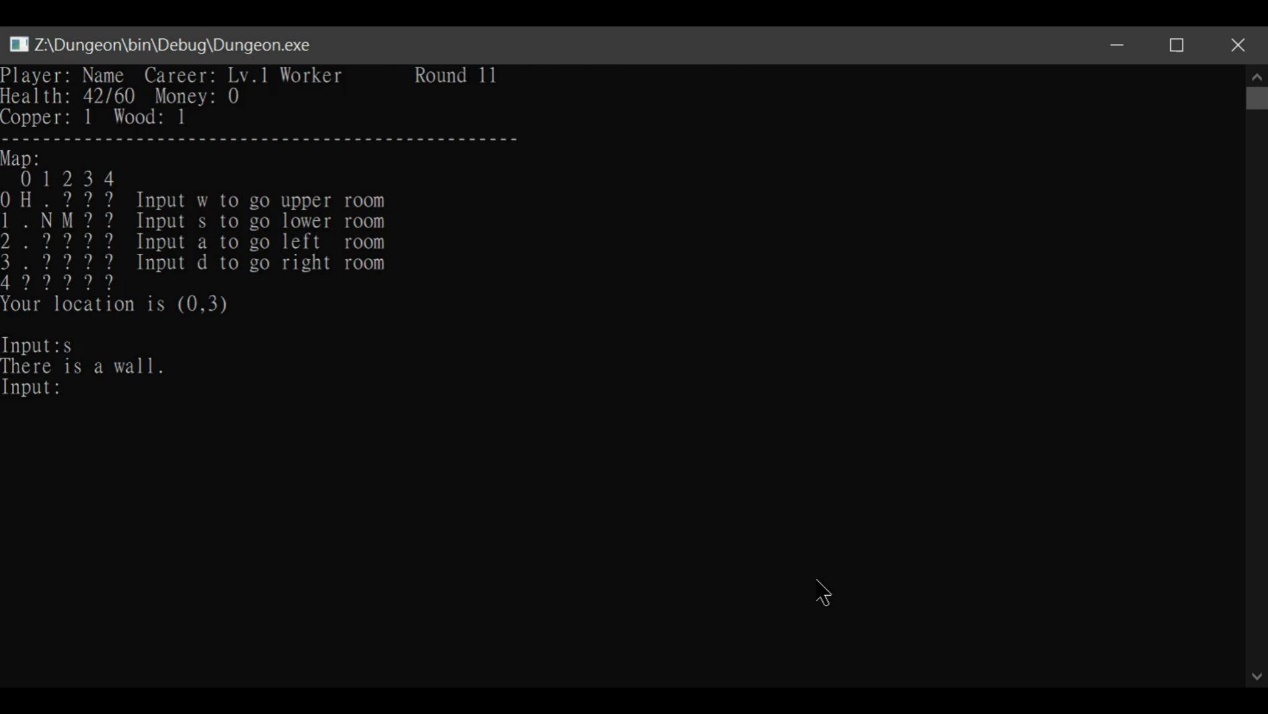 Z:\Dungeon\bin\Debug\Dungeon.exe
Player: Name  Career: Lv.1 Worker       Round 11
Health: 42/60  Money: 0
Copper: 1  Wood: 1
--------------------------------------------------
Map:
  0 1 2 3 4
0 H . ? ? ?  Input w to go upper room
1 . N M ? ?  Input s to go lower room
2 . ? ? ? ?  Input a to go left  room
3 . ? ? ? ?  Input d to go right room
4 ? ? ? ? ?
Your location is (0,3)
Input:s
There is a wall.
Input: